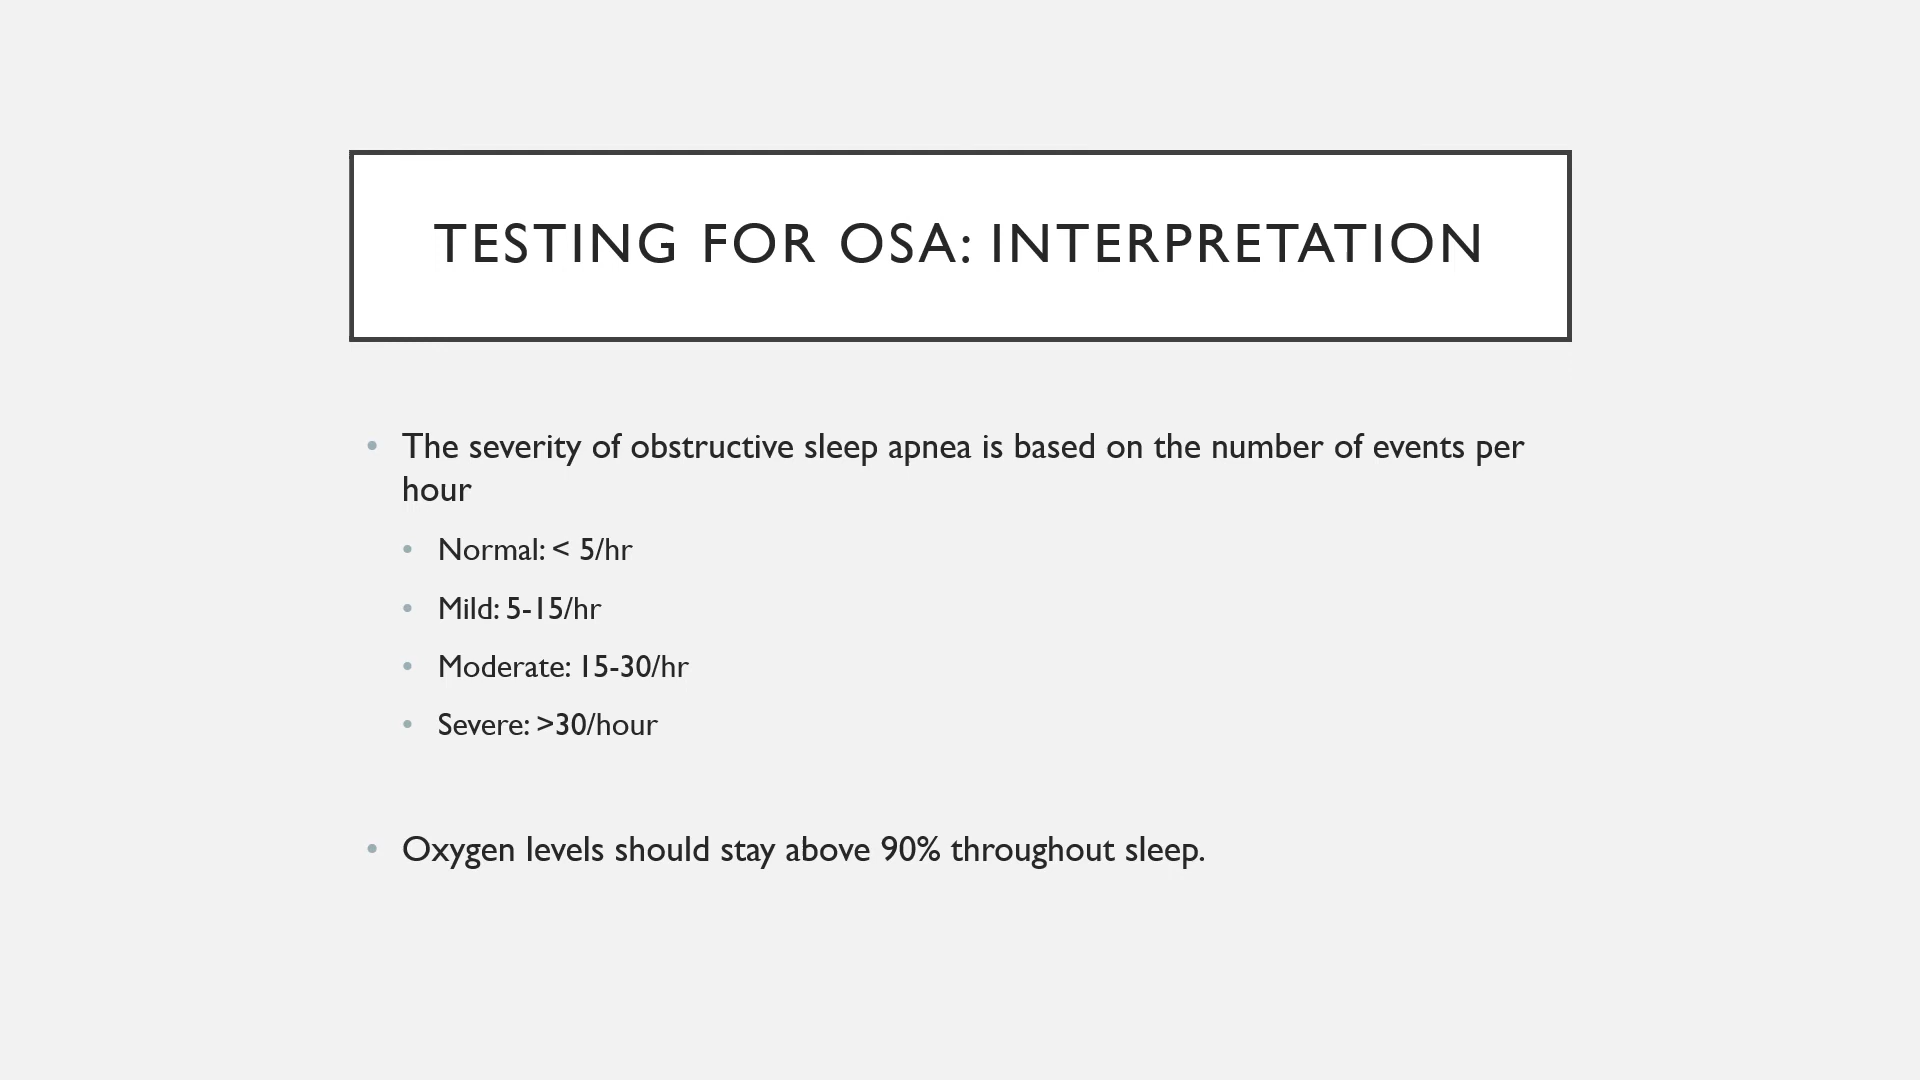 TESTING FOR OSA: INTERPRETATION
• The severity of obstructive sleep apnea is based on the number of events per
hour
• Normal: < 5/hr
• Mild: 5-15/hr
• Moderate: 15-30/hr
• Severe: >30/hour
• Oxygen levels should stay above 90% throughout sleep.